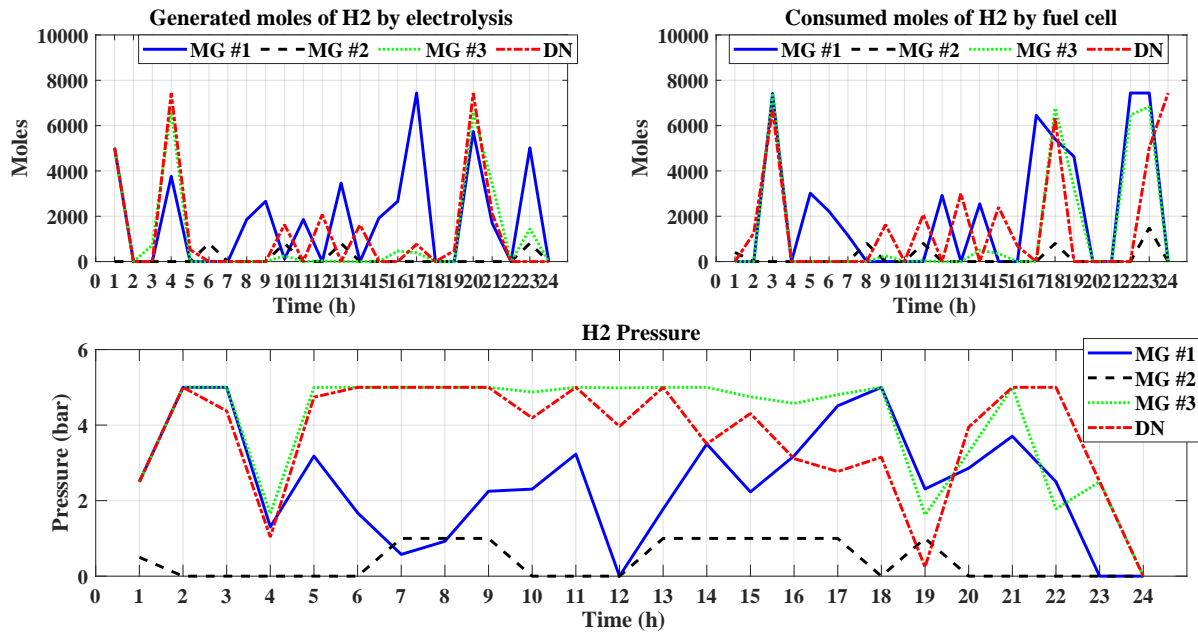 Generated moles of H2 by electrolysis
10000
8000
6000
4000
2000
0
Moles
MG #1 MG #2 MG #3 DN
0 1 2 3 4 5 6 7 8 9 10 11 12 13 14 15 16 17 18 19 20 21 22 23 24
Time (h)
Consumed moles of H2 by fuel cell
10000
8000
6000
4000
2000
0
Moles
MG #1 MG #2 MG #3 DN
0 1 2 3 4 5 6 7 8 9 10 11 12 13 14 15 16 17 18 19 20 21 22 23 24
Time (h)
H2 Pressure
6
4
2
0
Pressure (bar)
MG #1
MG #2
MG #3
DN
0 1 2 3 4 5 6 7 8 9 10 11 12 13 14 15 16 17 18 19 20 21 22 23 24
Time (h)